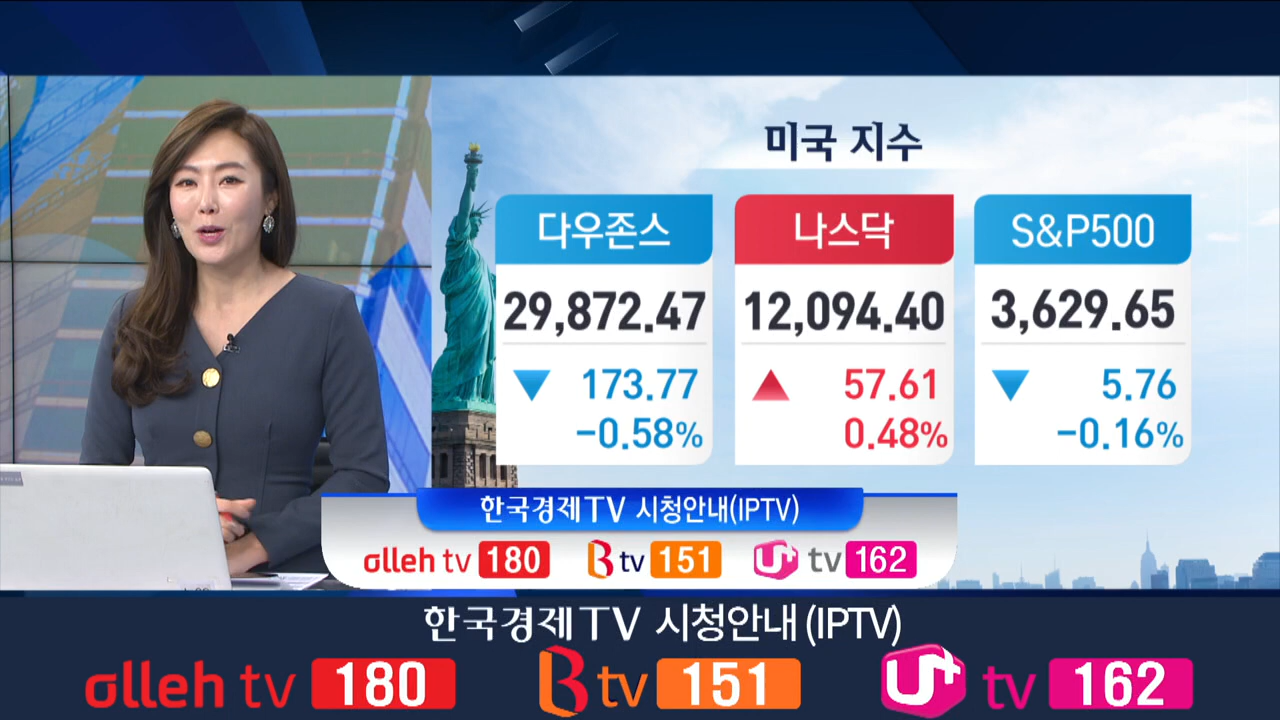 미국 지수
다우존스
29,872.47
▼ 173.77
-0.58%
나스닥
12,094.40
▲ 57.61
0.48%
S&P500
3,629.65
▼ 5.76
-0.16%
한국경제TV 시청안내(IPTV)
olleh tv 180 B tv 151 U+ tv 162
한국경제TV 시청안내(IPTV)
olleh tv 180 B tv 151 U+ tv 162